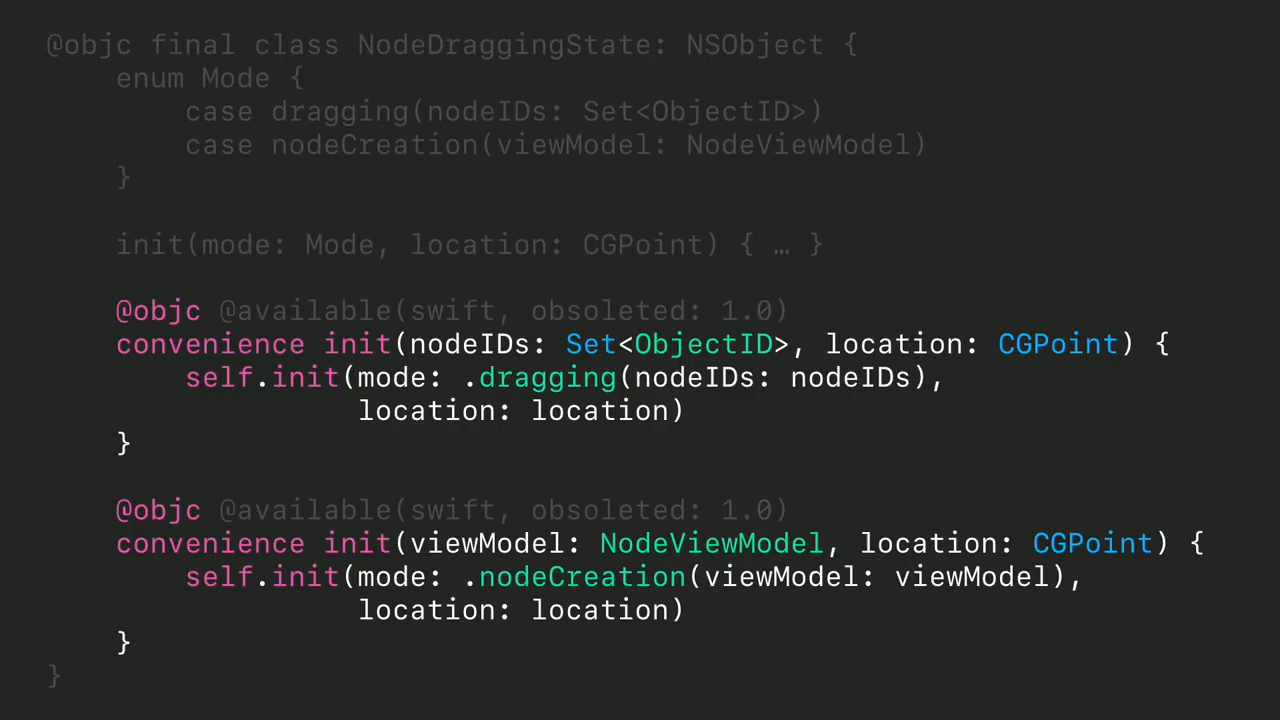 @objc final class NodeDraggingState: NSObject {
    enum Mode {
        case dragging(nodeIDs: Set<ObjectID>)
        case nodeCreation(viewModel: NodeViewModel)
    }
    init(mode: Mode, location: CGPoint) { … }
    @objc @available(swift, obsoleted: 1.0)
    convenience init(nodeIDs: Set<ObjectID>, location: CGPoint) {
        self.init(mode: .dragging(nodeIDs: nodeIDs),
                  location: location)
    }
    @objc @available(swift, obsoleted: 1.0)
    convenience init(viewModel: NodeViewModel, location: CGPoint) {
        self.init(mode: .nodeCreation(viewModel: viewModel),
                  location: location)
    }
}